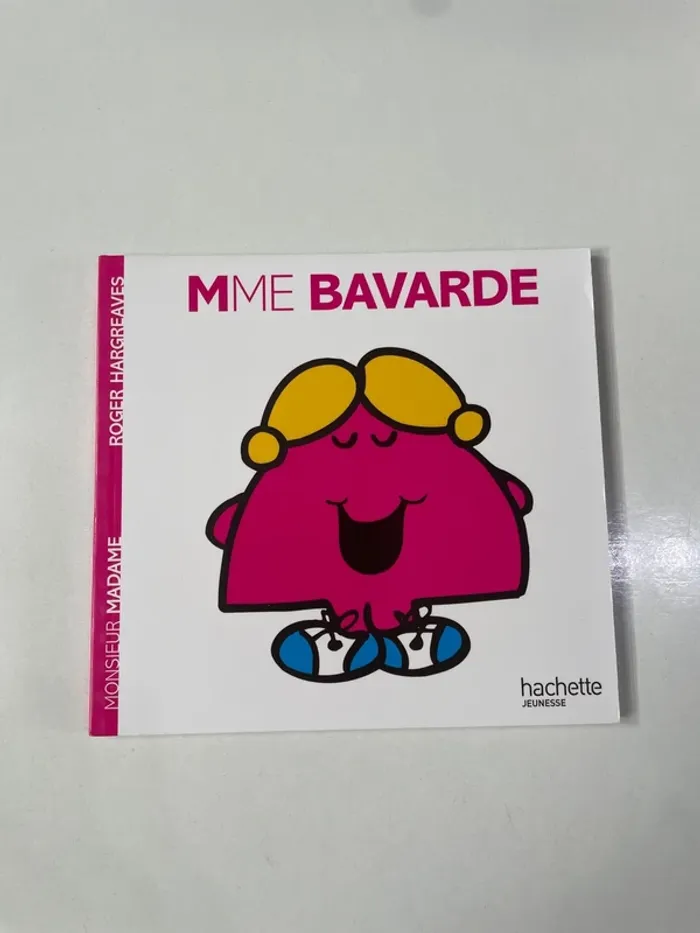 MME BAVARDE
ROGER HARGREAVES
MONSIEUR MADAME
hachette
JEUNESSE